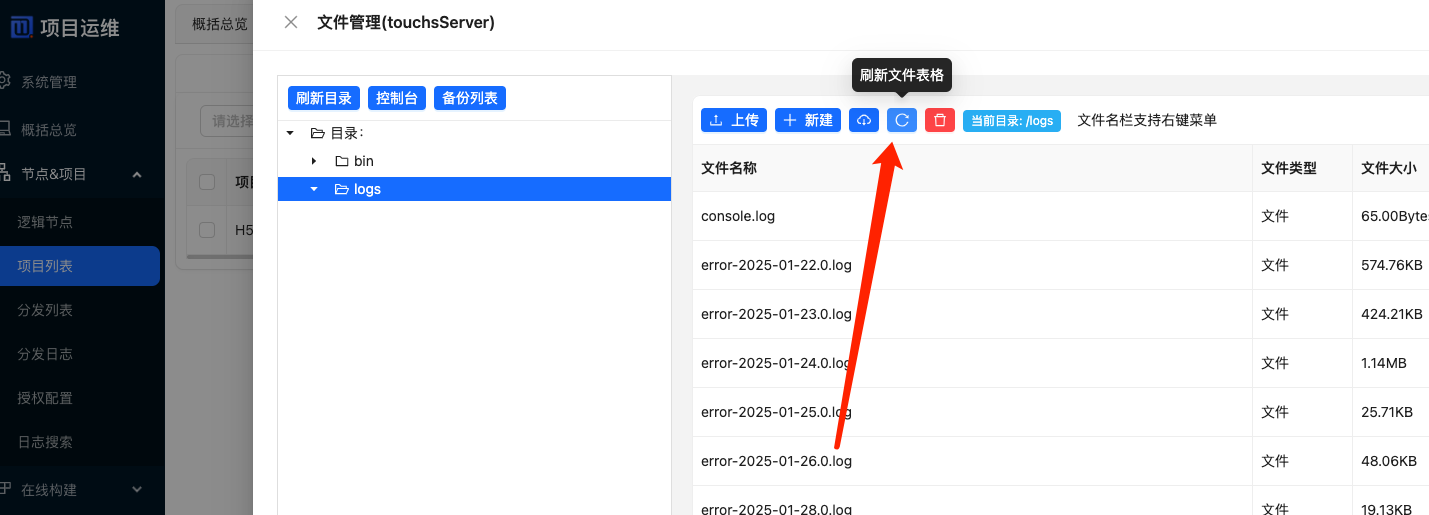 项目运维
系统管理
概括总览
节点&项目
逻辑节点
项目列表
分发列表
分发日志
授权配置
日志搜索
在线构建
概括总览
请选择
项目
H5
文件管理(touchsServer)
刷新目录 控制台 备份列表
目录:
bin
logs
刷新文件表格
上传 新建 当前目录: /logs 文件名栏支持右键菜单
文件名称 文件类型 文件大小
console.log 文件 65.00Bytes
error-2025-01-22.0.log 文件 574.76KB
error-2025-01-23.0.log 文件 424.21KB
error-2025-01-24.0.log 文件 1.14MB
error-2025-01-25.0.log 文件 25.71KB
error-2025-01-26.0.log 文件 48.06KB
error-2025-01-28.0.log 文件 19.13KB